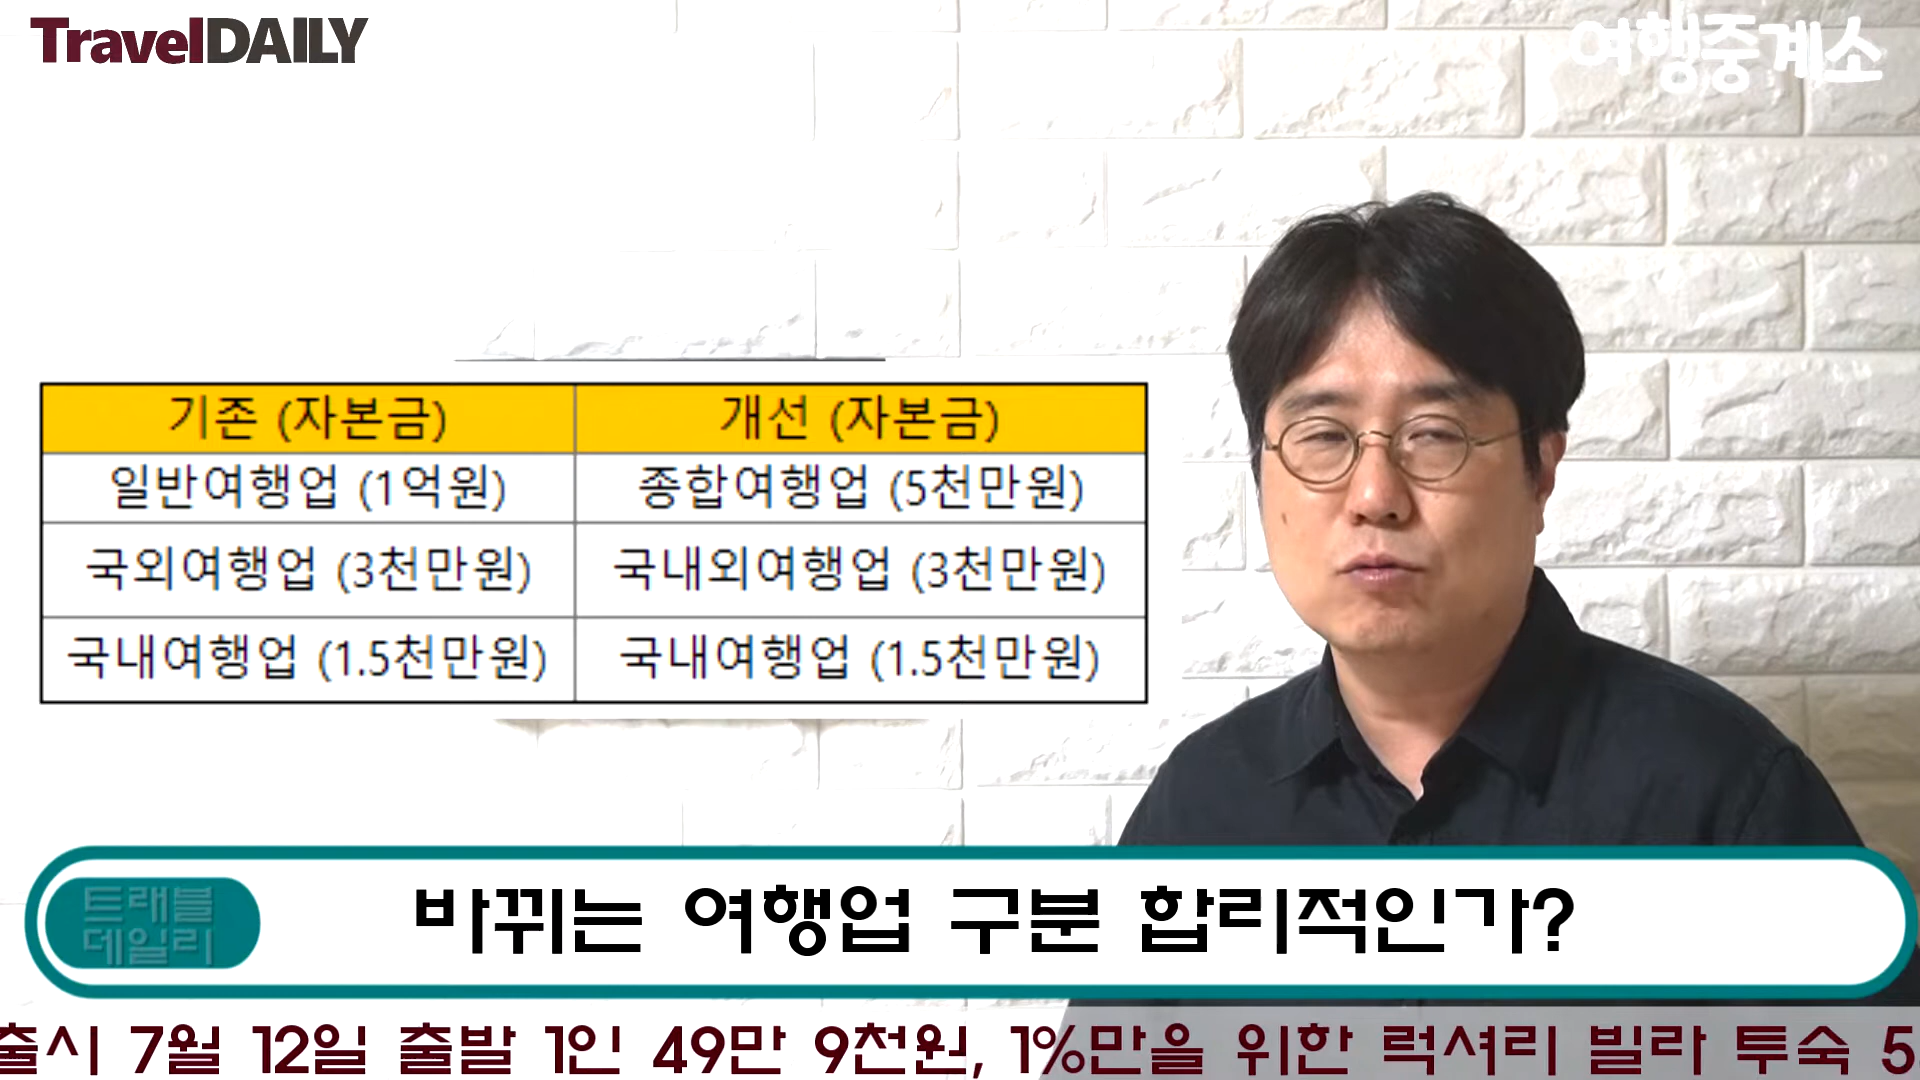 TravelDAILY
여행중계소
기존 (자본금) 개선 (자본금)
일반여행업 (1억원) 종합여행업 (5천만원)
국외여행업 (3천만원) 국내외여행업 (3천만원)
국내여행업 (1.5천만원) 국내여행업 (1.5천만원)
트래블
데일리
바뀌는 여행업 구분 합리적인가?
출시 7월 12일 출발 1인 49만 9천원, 1%만을 위한 럭셔리 빌라 투숙 5